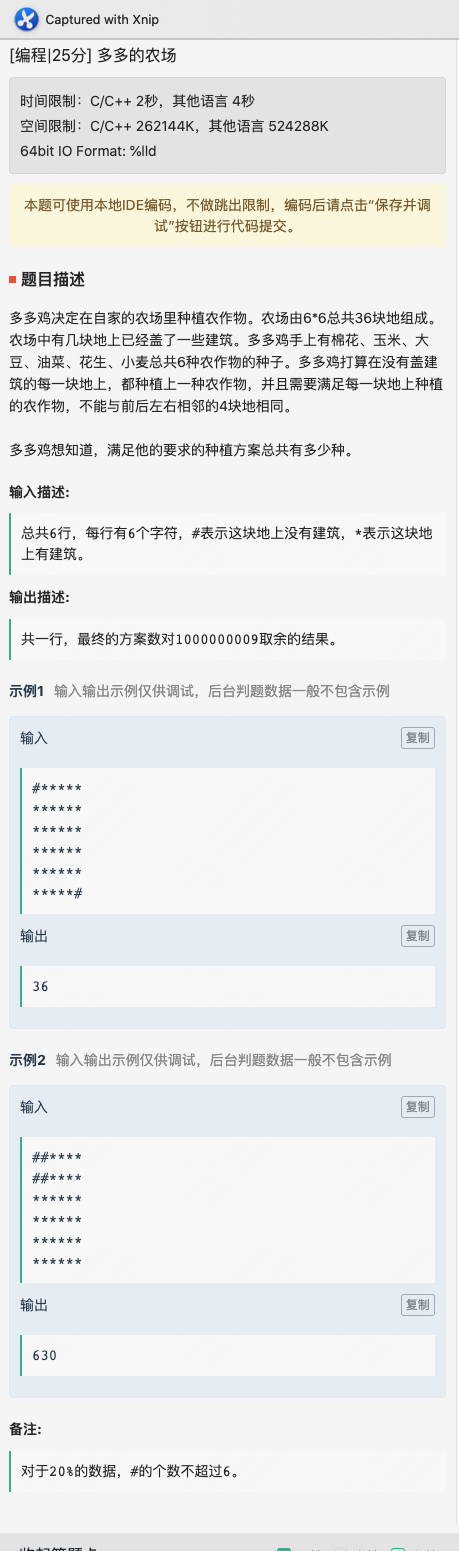 Captured with Xnip
[编程|25分] 多多的农场
时间限制：C/C++ 2秒，其他语言 4秒
空间限制：C/C++ 262144K，其他语言 524288K
64bit IO Format: %lld
本题可使用本地IDE编码，不做跳出限制，编码后请点击“保存并调
试”按钮进行代码提交。
题目描述
多多鸡决定在自家的农场里种植农作物。农场由6*6总共36块地组成。
农场中有几块地上已经盖了一些建筑。多多鸡手上有棉花、玉米、大
豆、油菜、花生、小麦总共6种农作物的种子。多多鸡打算在没有盖建
筑的每一块地上，都种植上一种农作物，并且需要满足每一块地上种植
的农作物，不能与前后左右相邻的4块地相同。
多多鸡想知道，满足他的要求的种植方案总共有多少种。
输入描述:
总共6行，每行有6个字符，#表示这块地上没有建筑，*表示这块地
上有建筑。
输出描述:
共一行，最终的方案数对1000000009取余的结果。
示例1 输入输出示例仅供调试，后台判题数据一般不包含示例
输入 复制
#*****
******
******
******
******
*****#
输出 复制
36
示例2 输入输出示例仅供调试，后台判题数据一般不包含示例
输入 复制
##****
##****
******
******
******
******
输出 复制
630
备注:
对于20%的数据，#的个数不超过6。